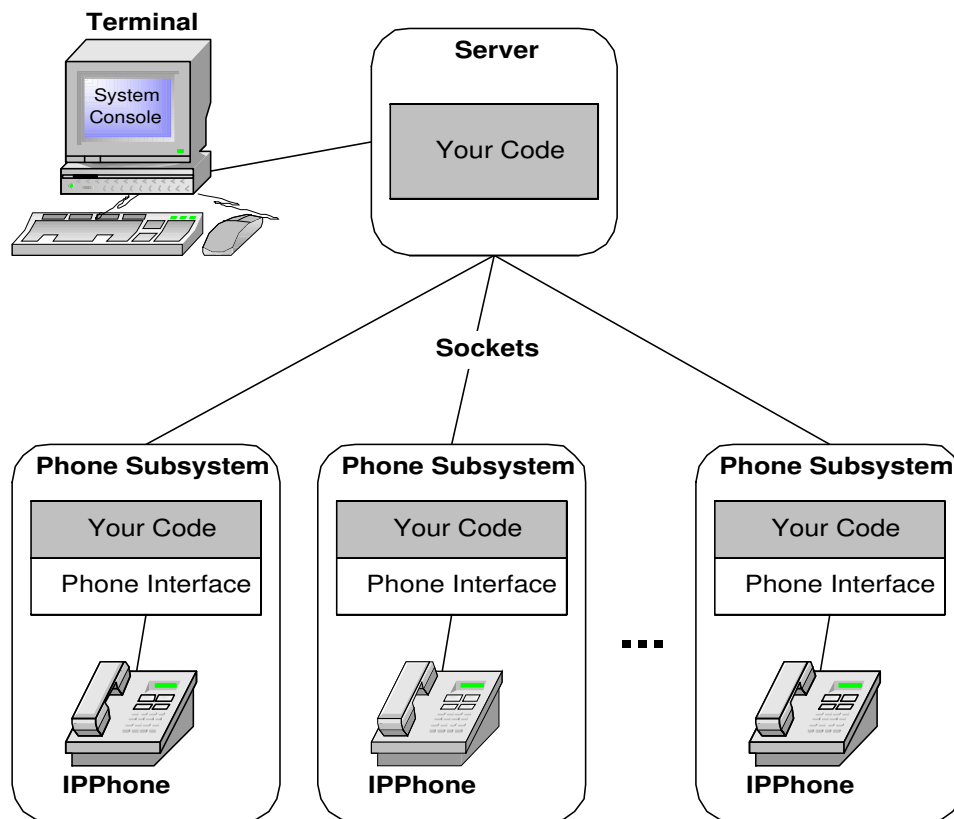 Terminal
Server
System
Console
Your Code
Sockets
Phone Subsystem
Your Code
Phone Interface
IPPhone
Phone Subsystem
Your Code
Phone Interface
IPPhone
...
Phone Subsystem
Your Code
Phone Interface
IPPhone